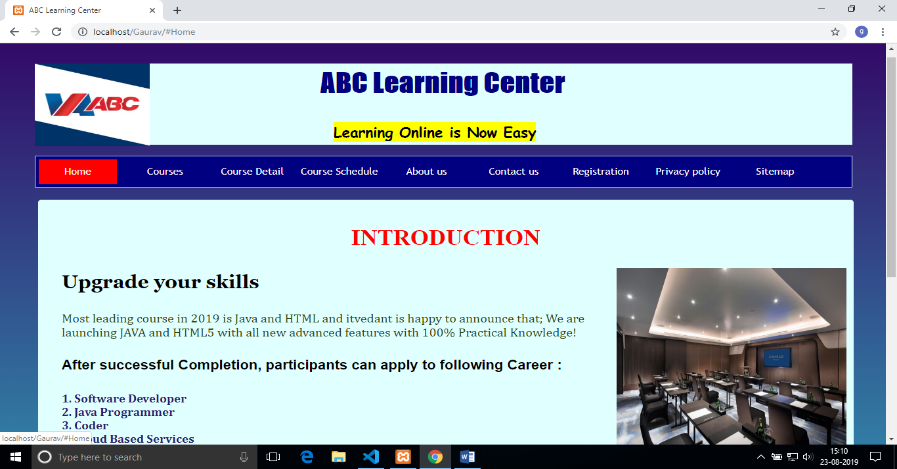 ABC Learning Center
localhost/Gaurav/#Home
g
ABC
ABC Learning Center
Learning Online is Now Easy
Home Courses Course Detail Course Schedule About us Contact us Registration Privacy policy Sitemap
INTRODUCTION
Upgrade your skills
Most leading course in 2019 is Java and HTML and itvedant is happy to announce that; We are
launching JAVA and HTML5 with all new advanced features with 100% Practical Knowledge!
After successful Completion, participants can apply to following Career :
1. Software Developer
2. Java Programmer
3. Coder
Based Services
localhost/Gaurav/#Home
Type here to search
15:10
23-08-2019